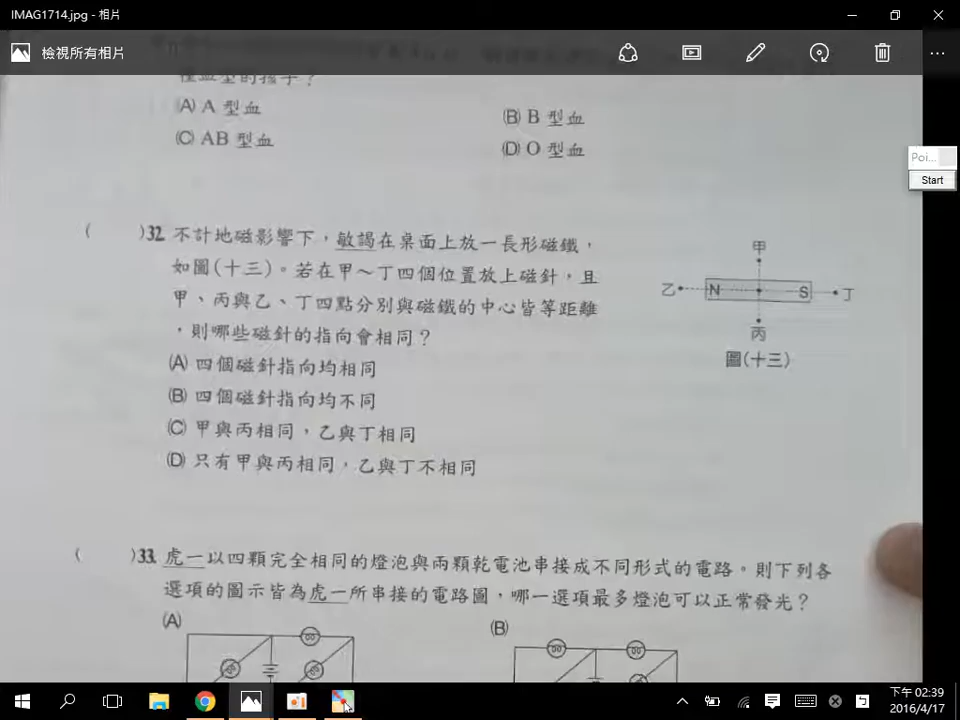 IMAG1714.jpg - 相片
檢視所有相片
種血型的孩子？
(A) A 型血
(B) B 型血
(C) AB 型血
(D) O 型血
Poi...
Start
( )32. 不計地磁影響下，敏謁在桌面上放一長形磁鐵，
如圖(十三)。若在甲～丁四個位置放上磁針，且
甲、丙與乙、丁四點分別與磁鐵的中心皆等距離
，則哪些磁針的指向會相同？
(A) 四個磁針指向均相同
(B) 四個磁針指向均不同
(C) 甲與丙相同，乙與丁相同
(D) 只有甲與丙相同，乙與丁不相同
甲
乙 N S 丁
丙
圖(十三)
( )33. 虎一以四顆完全相同的燈泡與兩顆乾電池串接成不同形式的電路。則下列各
選項的圖示皆為虎一所串接的電路圖，哪一選項最多燈泡可以正常發光？
(A)
(B)
下午 02:39
2016/4/17